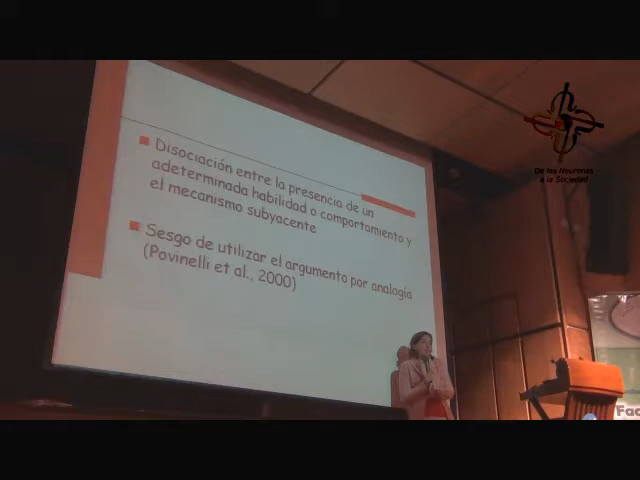 De las Neuronas
a la Sociedad
Disociación entre la presencia de un
adeterminada habilidad o comportamiento y
el mecanismo subyacente
Sesgo de utilizar el argumento por analogía
(Povinelli et al., 2000)
Fac